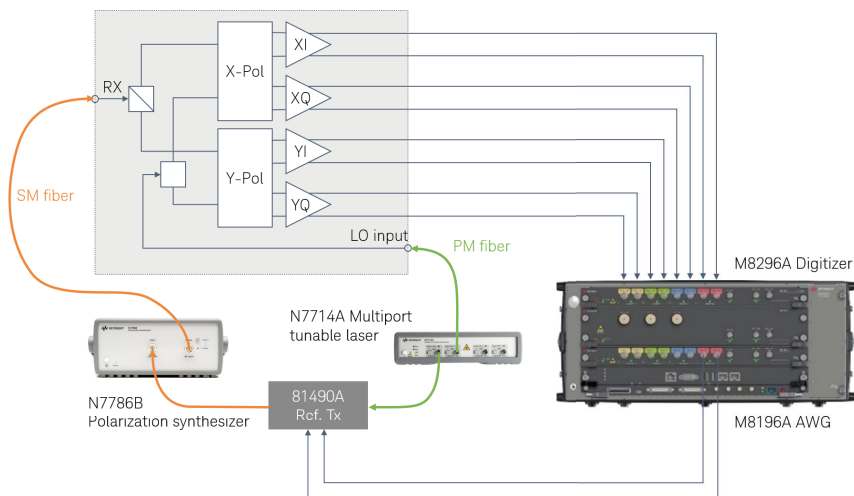 XI
X-Pol
RX
XQ
YI
SM fiber
Y-Pol
YQ
LO input
PM fiber
M8296A Digitizer
N7714A Multiport
tunable laser
KEYSIGHT
81490A
Rcf. Tx
N7786B
Polarization synthesizer
M8196A AWG